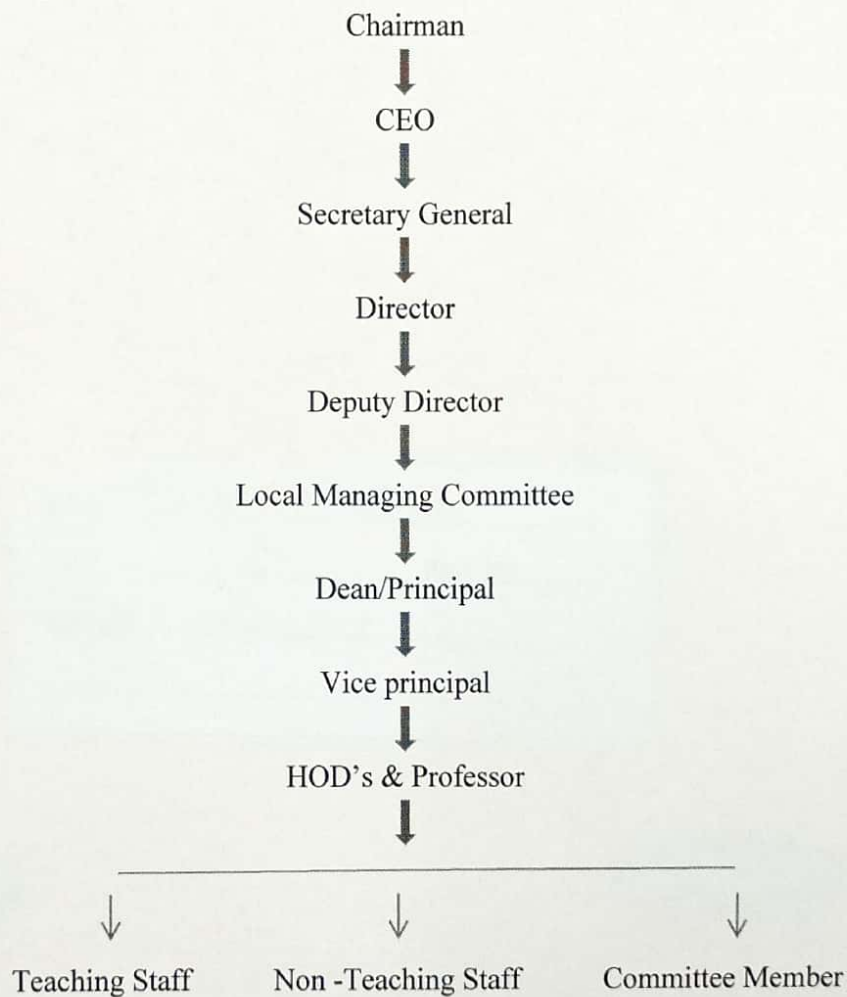 Chairman
CEO
Secretary General
Director
Deputy Director
Local Managing Committee
Dean/Principal
Vice principal
HOD's & Professor
Teaching Staff Non -Teaching Staff Committee Member